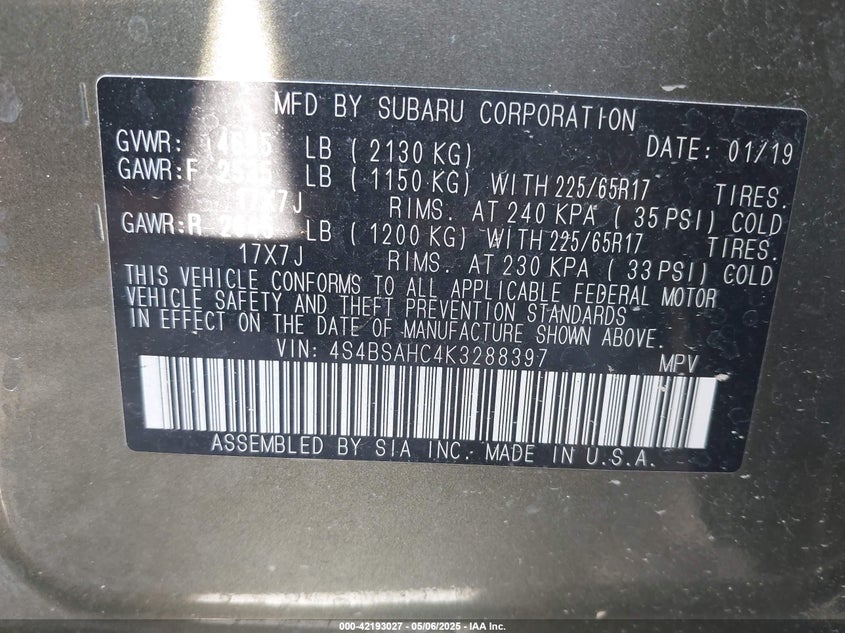 MFD BY SUBARU CORPORATION
GVWR: LB ( 2130 KG) DATE: 01/19
GAWR:F LB ( 1150 KG) WITH 225/65R17 TIRES.
17X7J RIMS. AT 240 KPA ( 35 PSI) COLD
GAWR:R LB ( 1200 KG) WITH 225/65R17 TIRES.
17X7J RIMS. AT 230 KPA ( 33 PSI) COLD
THIS VEHICLE CONFORMS TO ALL APPLICABLE FEDERAL MOTOR
VEHICLE SAFETY AND THEFT PREVENTION STANDARDS
IN EFFECT ON THE DATE OF MANUFACTURE SHOWN ABOVE.
VIN: 4S4BSAHC4K3288397 MPV
ASSEMBLED BY SIA INC. MADE IN U.S.A.
000-42193027 - 05/06/2025 - IAA Inc.